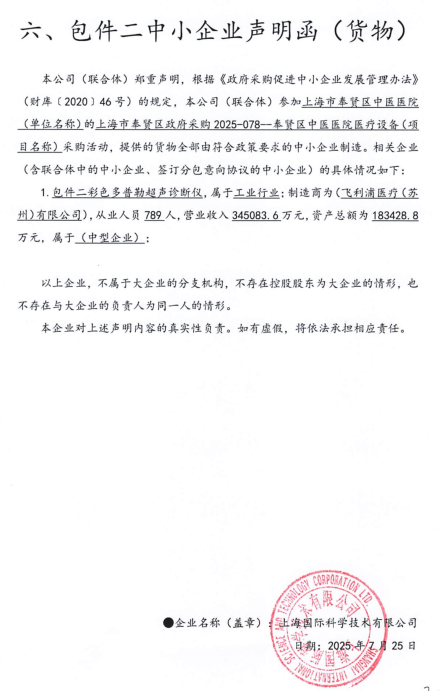 六、包件二中小企业声明函（货物）
本公司（联合体）郑重声明，根据《政府采购促进中小企业发展管理办法》
（财库〔2020〕46号）的规定，本公司（联合体）参加上海市奉贤区中医医院
（单位名称）的上海市奉贤区政府采购2025-078--奉贤区中医医院医疗设备（项
目名称）采购活动，提供的货物全部由符合政策要求的中小企业制造。相关企业
（含联合体中的中小企业、签订分包意向协议的中小企业）的具体情况如下：
1. 包件二彩色多普勒超声诊断仪，属于工业行业；制造商为（飞利浦医疗（苏
州）有限公司），从业人员789人，营业收入345083.6万元，资产总额为183428.8
万元，属于（中型企业）；
以上企业，不属于大企业的分支机构，不存在控股股东为大企业的情形，也
不存在与大企业的负责人为同一人的情形。
本企业对上述声明内容的真实性负责。如有虚假，将依法承担相应责任。
SHANGHAI INTERNATIONAL SCIENCE AND TECHNOLOGY CORPORATION LTD.
●企业名称（盖章）：上海国际科学技术有限公司
日期：2025年7月25日